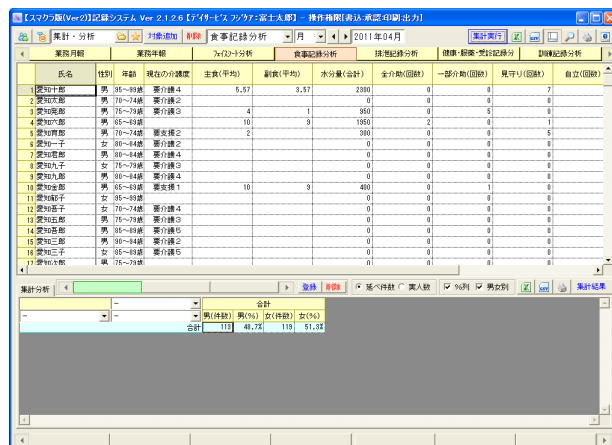 【スマクラ版(Ver2)】記録システム Ver 2.1.2.6 【デイサービス フジケア：富士太郎】 - 操作権限【書込:承認:印刷:出力】
集計・分析 対象追加 削除 食事記録分析 月 2011年04月 集計実行
業務月報 業務年報 フェイスシート分析 食事記録分析 排泄記録分析 健康・服薬・受診記録分 訓練記録分析
氏名 性別 年齢 現在の介護度 主食(平均) 副食(平均) 水分量(合計) 全介助(回数) 一部介助(回数) 見守り(回数) 自立(回数)
1 愛知十郎 男 95～99歳 要介護4 5.57 3.57 2300 0 0 7
2 愛知太郎 男 70～74歳 要介護2 0 0 0 0
3 愛知亮郎 男 75～79歳 要介護3 4 1 950 0 5 0
4 愛知六郎 男 65～69歳 10 9 1950 2 0 1
5 愛知育郎 男 70～74歳 要支援2 2 300 0 0 5
6 愛知一子 女 80～84歳 要介護2 0 0 0 0
7 愛知君郎 男 80～84歳 要介護4 0 0 0 0
8 愛知九子 女 75～79歳 要介護3 0 0 0 0
9 愛知九郎 男 80～84歳 要介護4 0 0 0 0
10 愛知金郎 男 65～69歳 要支援1 10 9 400 0 1 0
11 愛知郁子 女 95～99歳 0 0 0 0
12 愛知吾子 女 70～74歳 要介護4 0 0 0 0
13 愛知五郎 男 75～79歳 要介護3 0 0 0 0
14 愛知吾郎 男 85～89歳 要介護5 0 0 0 0
15 愛知三郎 男 90～94歳 要介護2 0 0 0 0
16 愛知三子 女 85～89歳 要介護5 0 0 0 0
17 愛知次郎 男 75～79歳
集計分析 登録 削除 延べ件数 実人数 %列 男女別 集計結果
－ 合計
－ － 男(件数) 男(%) 女(件数) 女(%)
合計 113 48.7% 119 51.3%